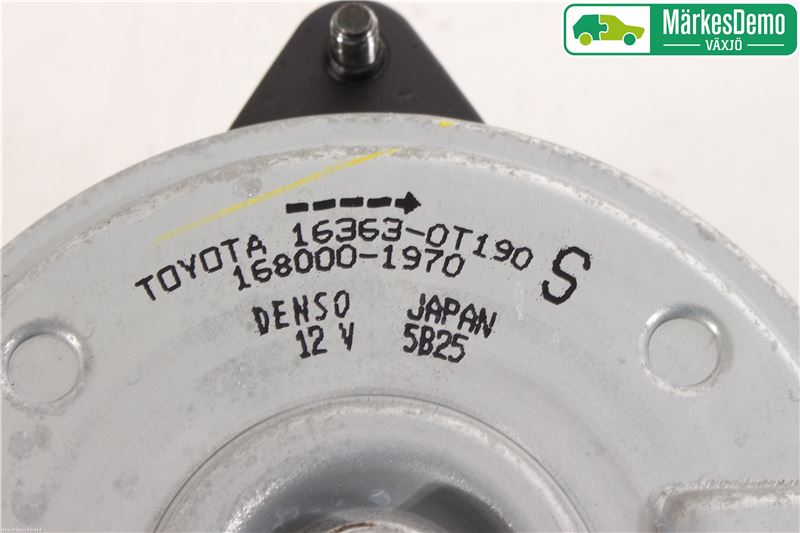 MärkesDemo
VÄXJÖ
TOYOTA 16363-0T190
168000-1970 S
DENSO JAPAN
12 V 5B25